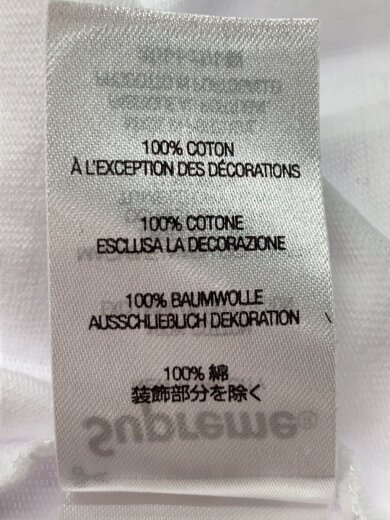 100% COTON
À L'EXCEPTION DES DÉCORATIONS
100% COTONE
ESCLUSA LA DECORAZIONE
100% BAUMWOLLE
AUSSCHLIEBLICH DEKORATION
100% 綿
装飾部分を除く
Supreme®